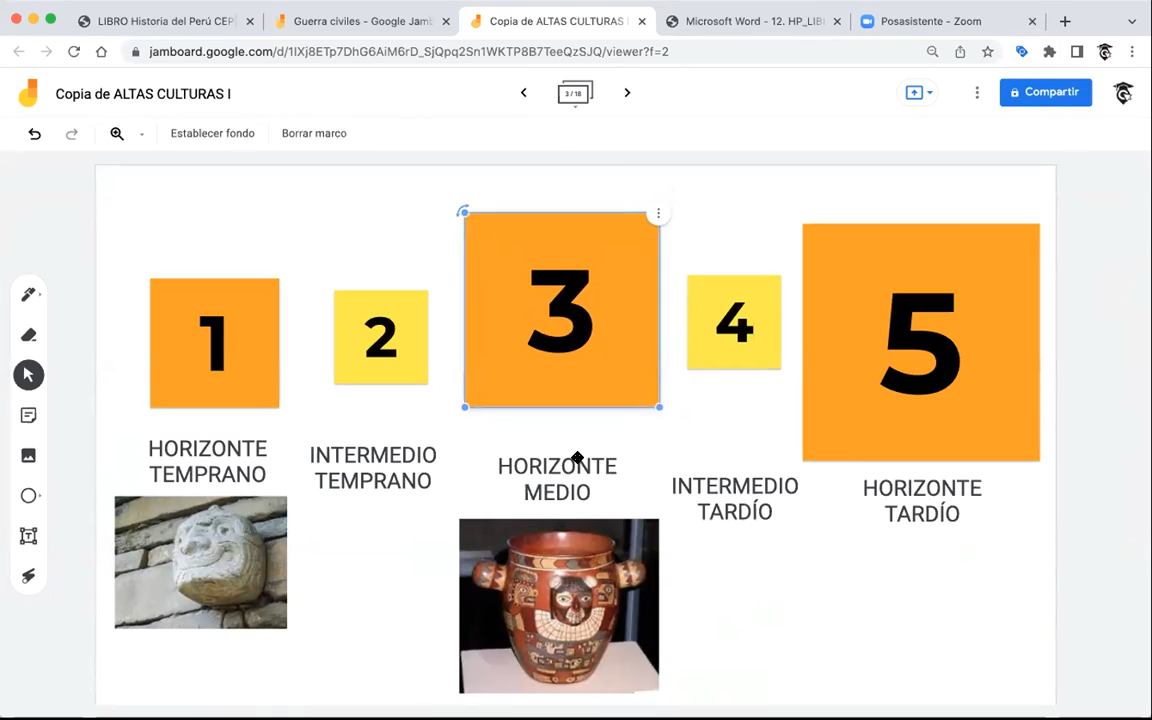 LIBRO Historia del Perú CEP
Guerra civiles - Google Jamb
Copia de ALTAS CULTURAS I
Microsoft Word - 12. HP_LIB
Posasistente - Zoom
jamboard.google.com/d/1IXj8ETp7DhG6AiM6rD_SjQpq2Sn1WKTP8B7TeeQzSJQ/viewer?f=2
Copia de ALTAS CULTURAS I
3 / 18
Compartir
Establecer fondo
Borrar marco
1
2
3
4
5
HORIZONTE
TEMPRANO
INTERMEDIO
TEMPRANO
HORIZONTE
MEDIO
INTERMEDIO
TARDÍO
HORIZONTE
TARDÍO